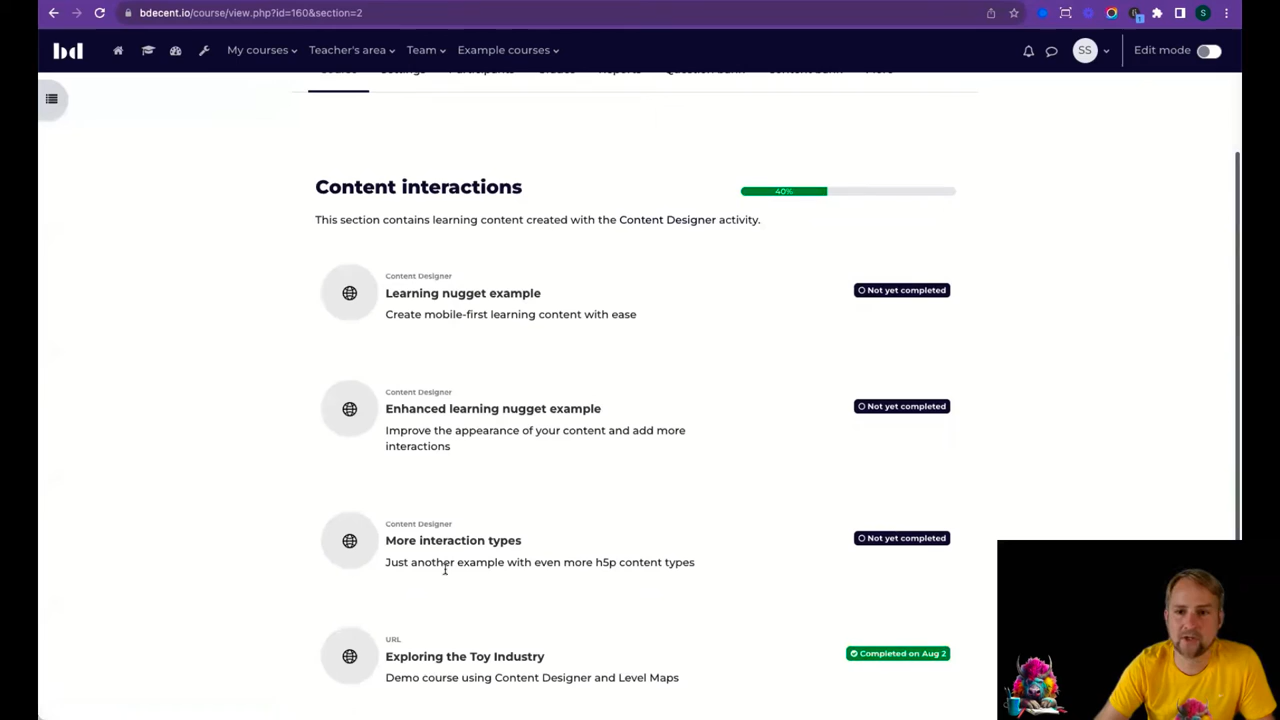 bdecent.io/course/view.php?id=160&section=2
S
bd
My courses
Teacher's area
Team
Example courses
SS
Edit mode
Content interactions
40%
This section contains learning content created with the Content Designer activity.
Content Designer
Learning nugget example
Not yet completed
Create mobile-first learning content with ease
Content Designer
Enhanced learning nugget example
Not yet completed
Improve the appearance of your content and add more
interactions
Content Designer
More interaction types
Not yet completed
Just another example with even more h5p content types
URL
Exploring the Toy Industry
Completed on Aug 2
Demo course using Content Designer and Level Maps